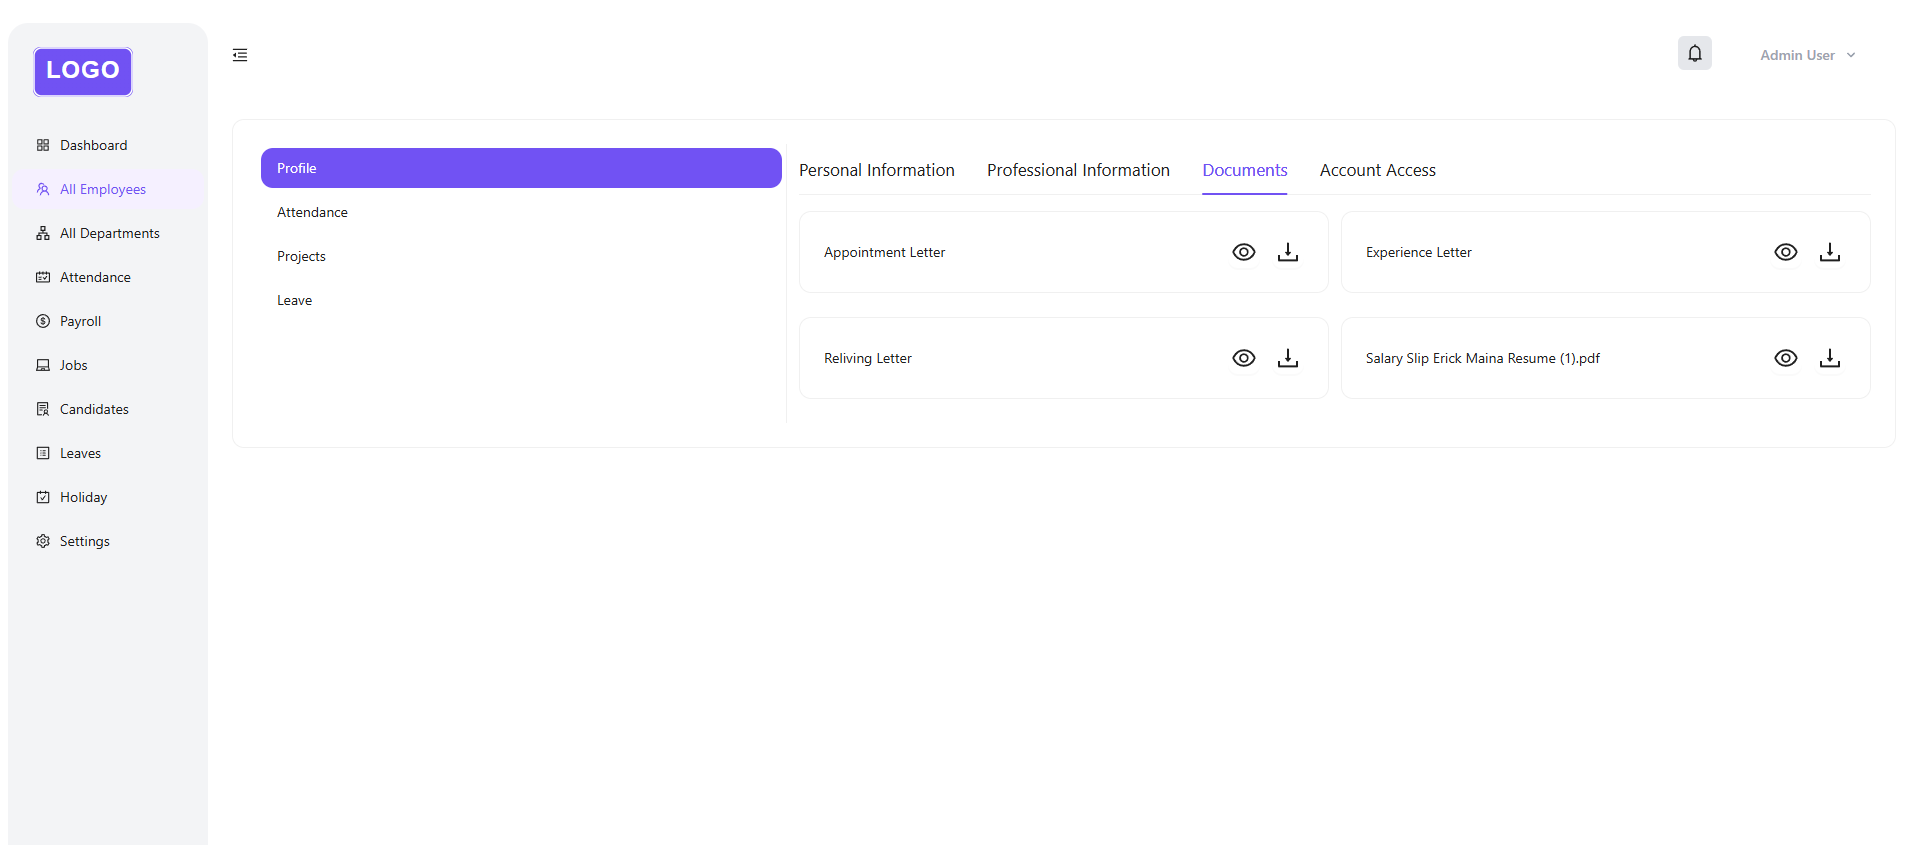 LOGO
Admin User
Dashboard
All Employees
All Departments
Attendance
Payroll
Jobs
Candidates
Leaves
Holiday
Settings
Profile
Attendance
Projects
Leave
Personal Information
Professional Information
Documents
Account Access
Appointment Letter
Experience Letter
Reliving Letter
Salary Slip Erick Maina Resume (1).pdf